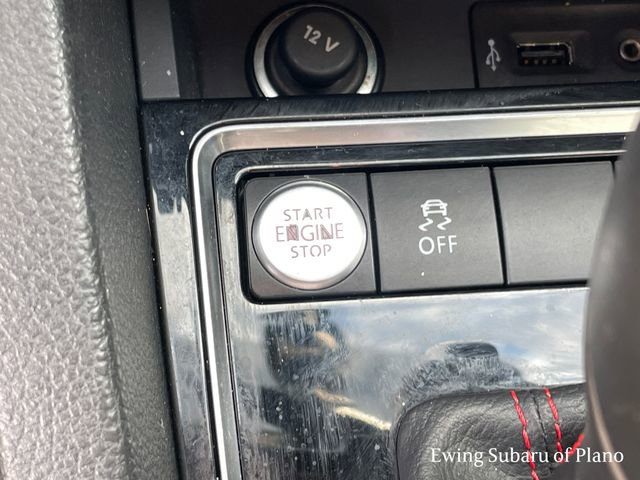 12 V
START
ENGINE
STOP
OFF
Ewing Subaru of Plano